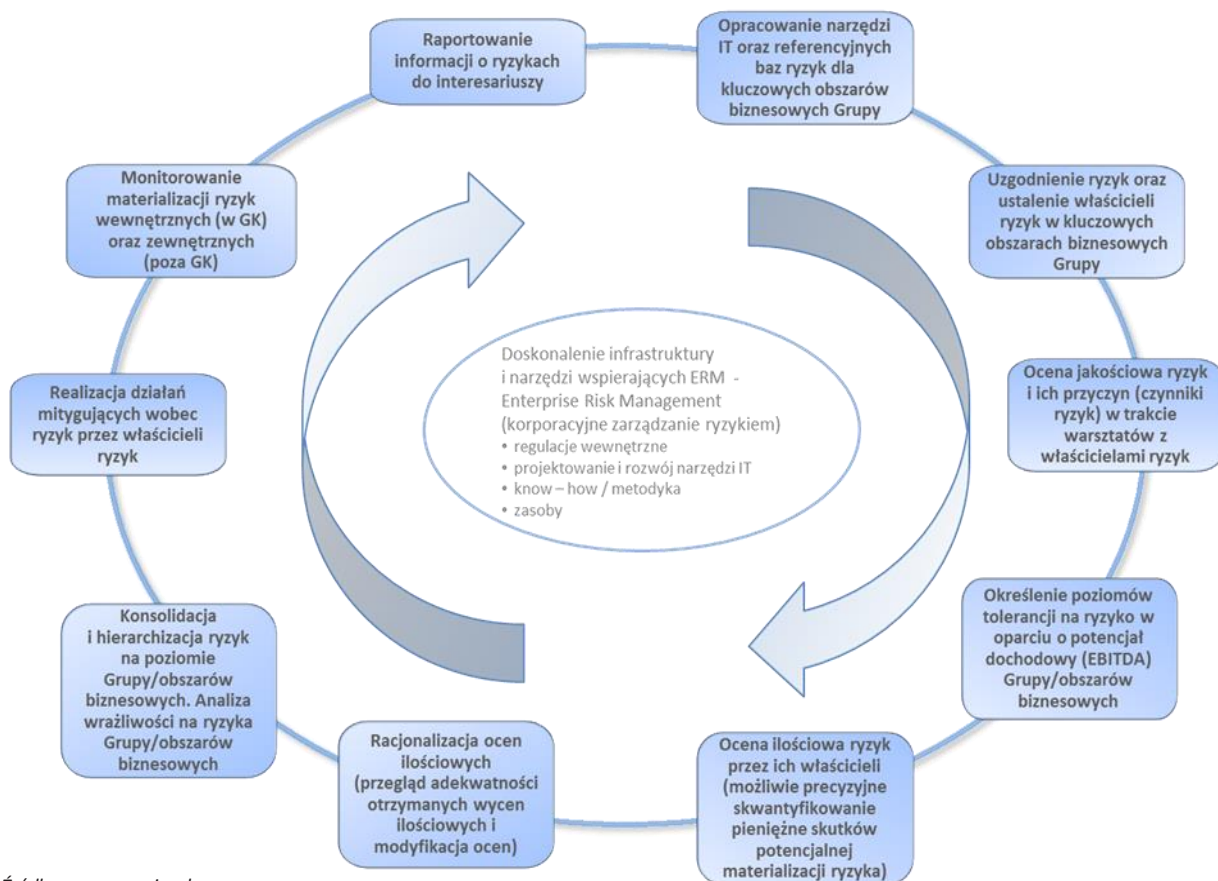 Raportowanie
informacji o ryzykach
do interesariuszy
Opracowanie narzędzi
IT oraz referencyjnych
baz ryzyk dla
kluczowych obszarów
biznesowych Grupy
Uzgodnienie ryzyk oraz
ustalenie właścicieli
ryzyk w kluczowych
obszarach biznesowych
Grupy
Ocena jakościowa ryzyk
i ich przyczyn (czynniki
ryzyk) w trakcie
warsztatów z
właścicielami ryzyk
Określenie poziomów
tolerancji na ryzyko w
oparciu o potencjał
dochodowy (EBITDA)
Grupy/obszarów
biznesowych
Ocena ilościowa ryzyk
przez ich właścicieli
(możliwie precyzyjne
skwantyfikowanie
pieniężne skutków
potencjalnej
materializacji ryzyka)
Racjonalizacja ocen
ilościowych
(przegląd adekwatności
otrzymanych wycen
ilościowych i
modyfikacja ocen)
Konsolidacja
i hierarchizacja ryzyk
na poziomie
Grupy/obszarów
biznesowych. Analiza
wrażliwości na ryzyka
Grupy/obszarów
biznesowych
Realizacja działań
mitygujących wobec
ryzyk przez właścicieli
ryzyk
Monitorowanie
materializacji ryzyk
wewnętrznych (w GK)
oraz zewnętrznych
(poza GK)
Doskonalenie infrastruktury
i narzędzi wspierających ERM -
Enterprise Risk Management
(korporacyjne zarządzanie ryzykiem)
• regulacje wewnętrzne
• projektowanie i rozwój narzędzi IT
• know – how / metodyka
• zasoby